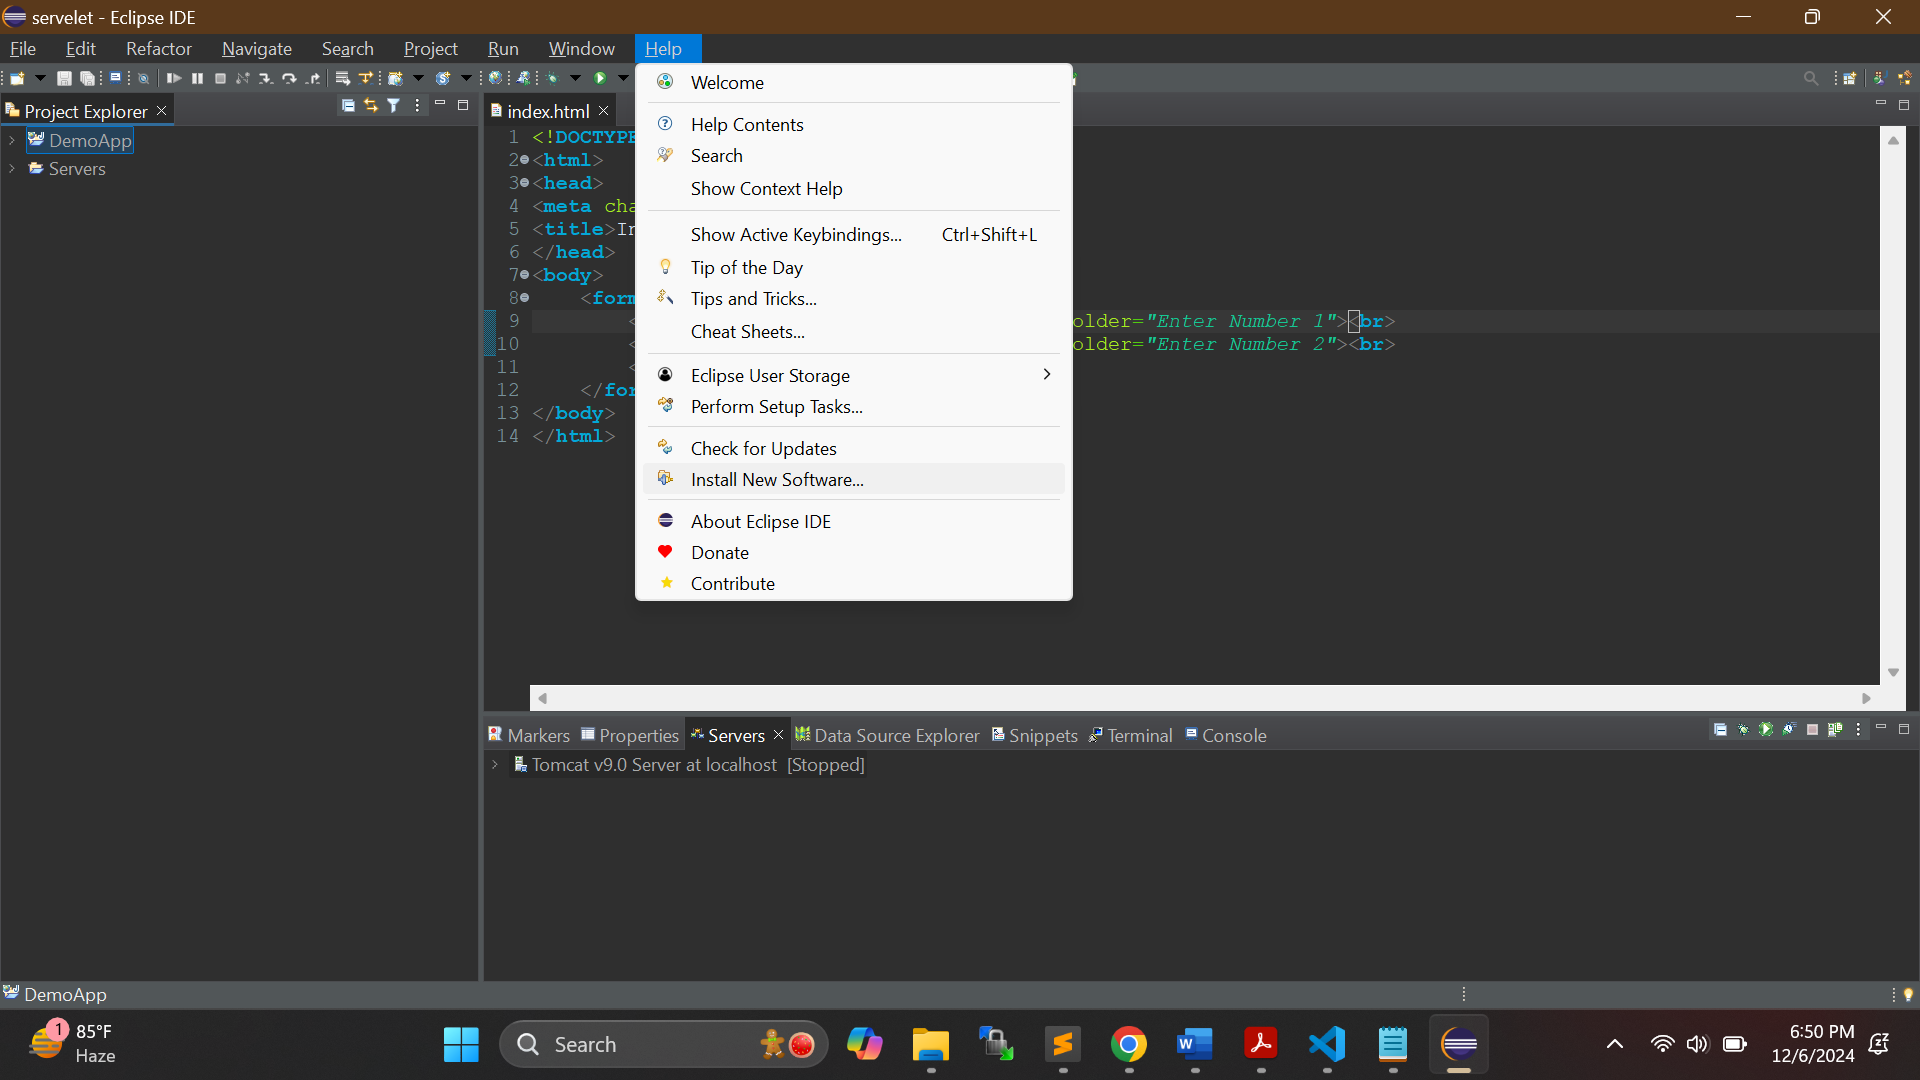 servelet - Eclipse IDE
File Edit Refactor Navigate Search Project Run Window Help
Project Explorer
DemoApp
Servers
index.html
1 <!DOCTYPE
2 <html>
3 <head>
4 <meta cha
5 <title>In
6 </head>
7 <body>
8 <form
9 < older="Enter Number 1"><br>
10 < older="Enter Number 2"><br>
11 <
12 </for
13 </body>
14 </html>
Welcome
Help Contents
Search
Show Context Help
Show Active Keybindings... Ctrl+Shift+L
Tip of the Day
Tips and Tricks...
Cheat Sheets...
Eclipse User Storage
Perform Setup Tasks...
Check for Updates
Install New Software...
About Eclipse IDE
Donate
Contribute
Markers Properties Servers Data Source Explorer Snippets Terminal Console
Tomcat v9.0 Server at localhost [Stopped]
DemoApp
1
85°F
Haze
Search
6:50 PM
12/6/2024